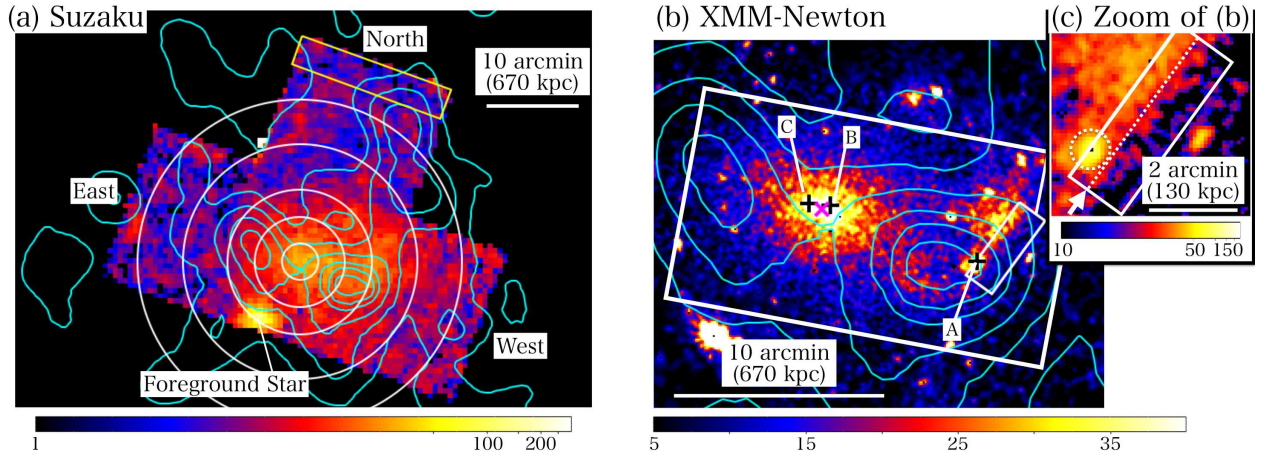 (a) Suzaku
North
10 arcmin
(670 kpc)
East
West
Foreground Star
1
100
200
(b) XMM-Newton
C
B
A
10 arcmin
(670 kpc)
5
15
25
35
(c) Zoom of (b)
2 arcmin
(130 kpc)
10
50
150